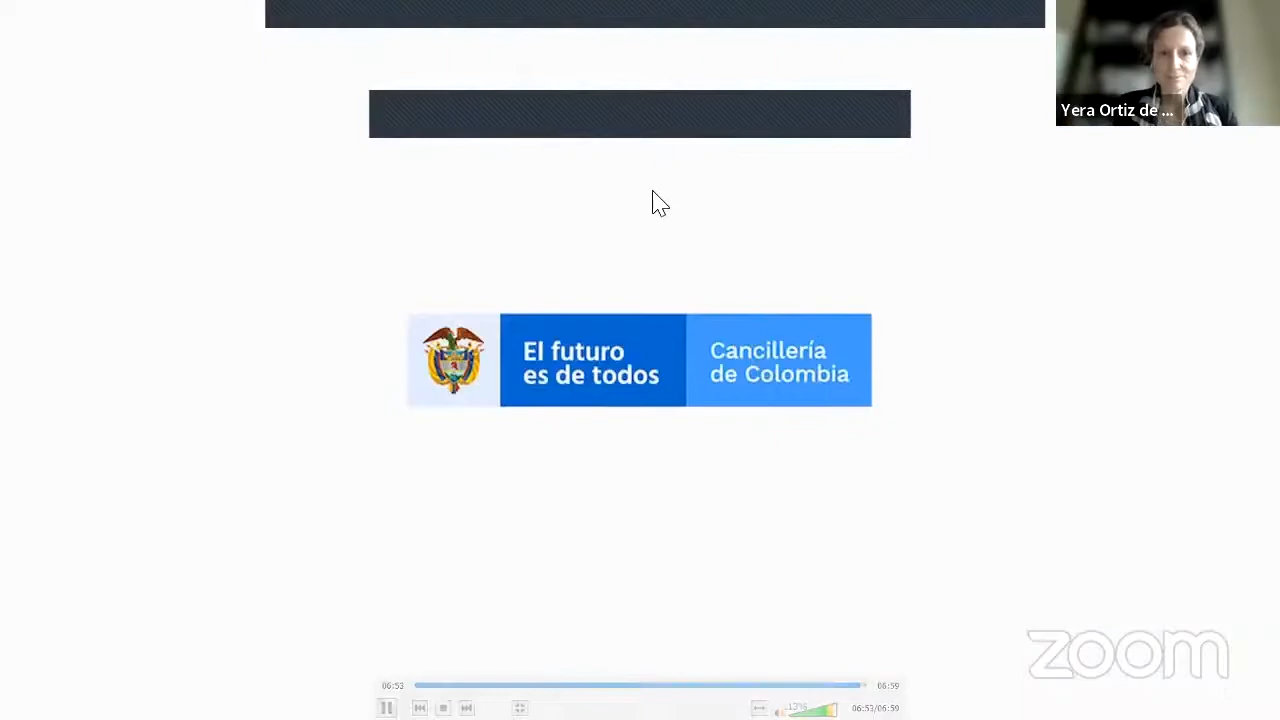 Yera Ortiz de ...
El futuro
es de todos
Cancillería
de Colombia
zoom
06:53
06:59
13%
06:53/06:59